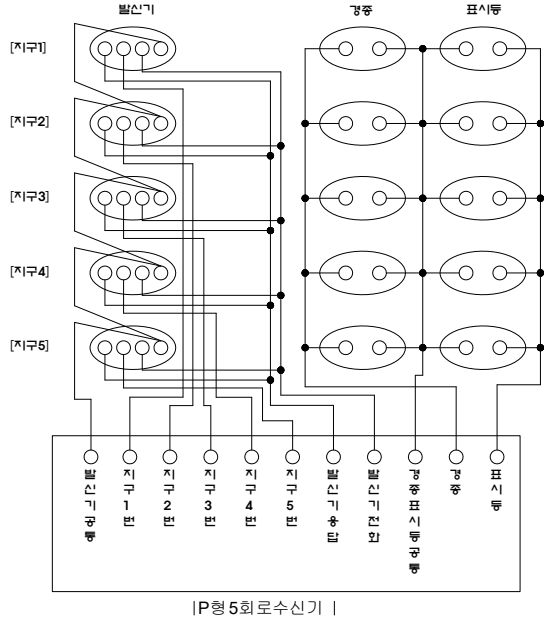 발신기 경종 표시등
[지구1]
[지구2]
[지구3]
[지구4]
[지구5]
발신기공통
지구1번
지구2번
지구3번
지구4번
지구5번
발신기응답
발신기전화
경종표시등공통
경종
표시등
|P형5회로수신기 |